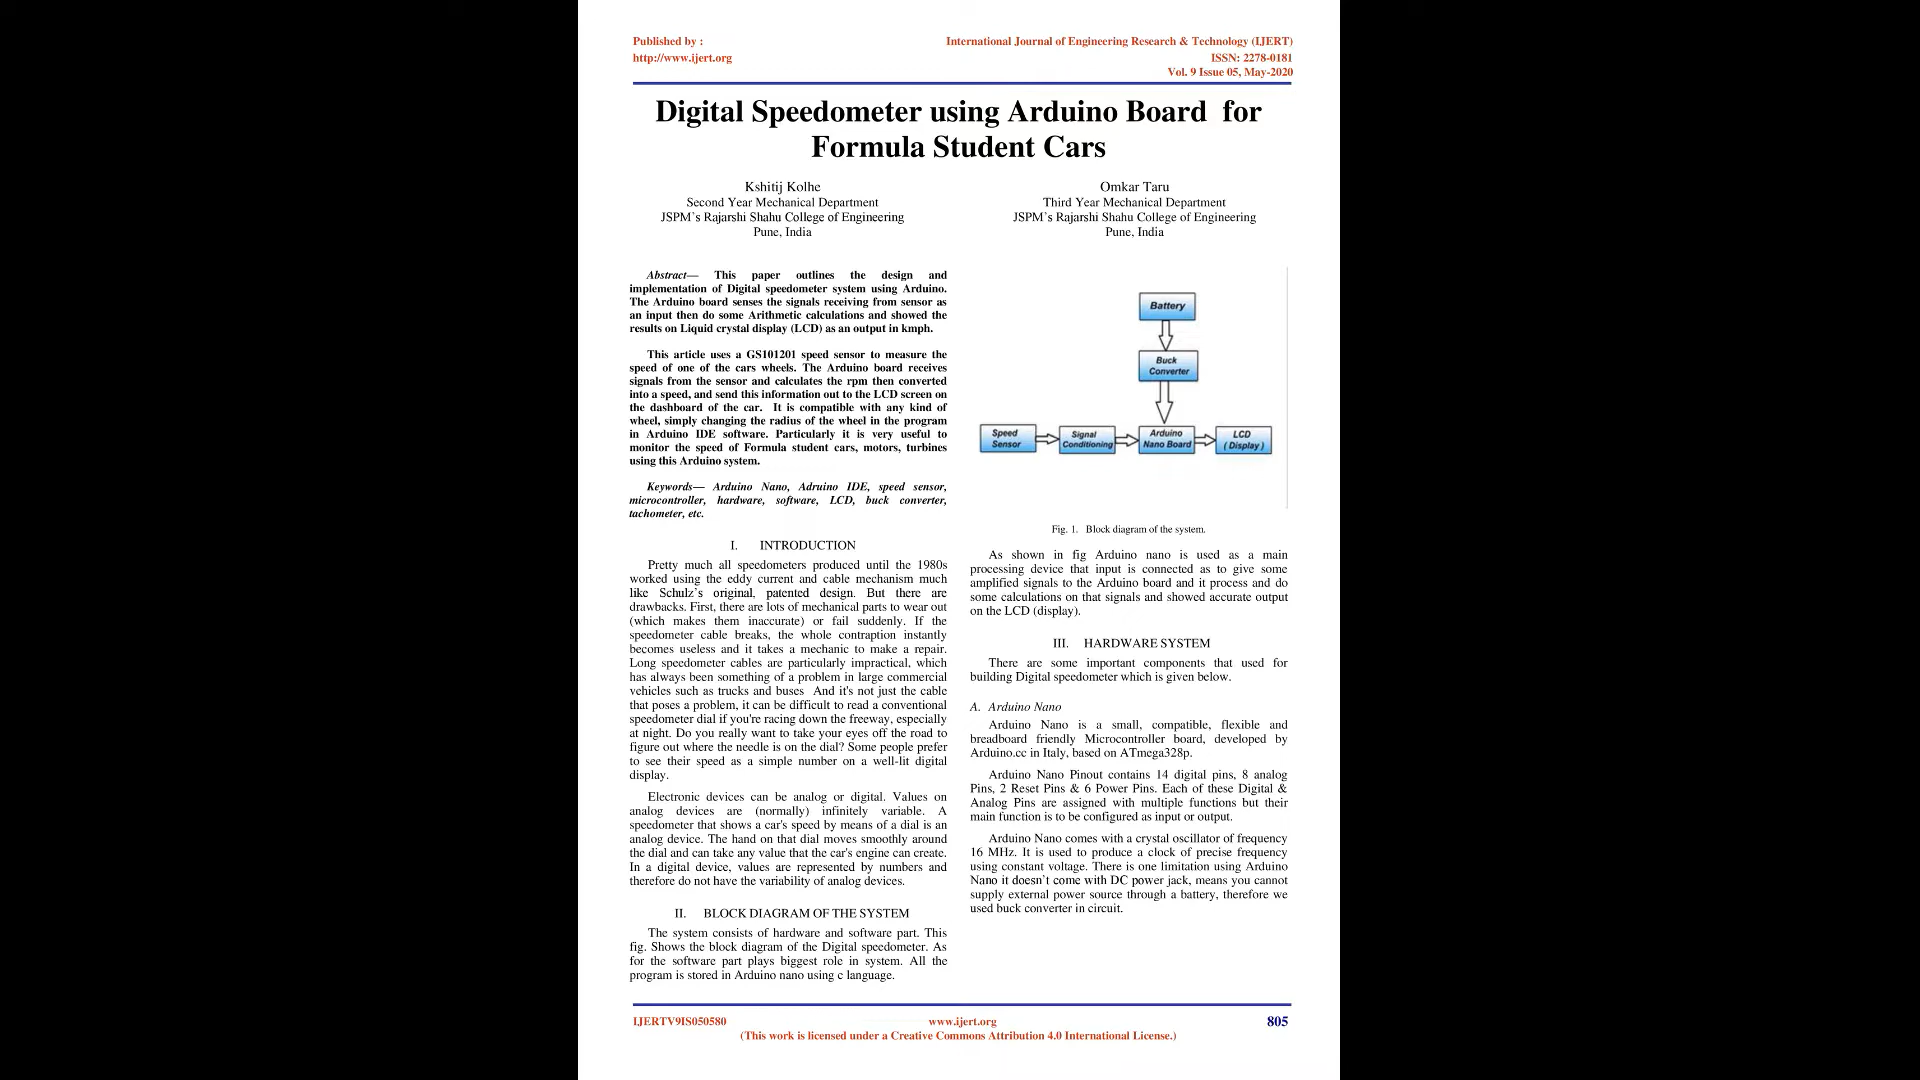 Published by :
http://www.ijert.org
International Journal of Engineering Research & Technology (IJERT)
ISSN: 2278-0181
Vol. 9 Issue 05, May-2020
Digital Speedometer using Arduino Board for
Formula Student Cars
Kshitij Kolhe
Second Year Mechanical Department
JSPM's Rajarshi Shahu College of Engineering
Pune, India
Omkar Taru
Third Year Mechanical Department
JSPM's Rajarshi Shahu College of Engineering
Pune, India
Abstract— This paper outlines the design and
implementation of Digital speedometer system using Arduino.
The Arduino board senses the signals receiving from sensor as
an input then do some Arithmetic calculations and showed the
results on Liquid crystal display (LCD) as an output in kmph.
This article uses a GS101201 speed sensor to measure the
speed of one of the cars wheels. The Arduino board receives
signals from the sensor and calculates the rpm then converted
into a speed, and send this information out to the LCD screen on
the dashboard of the car. It is compatible with any kind of
wheel, simply changing the radius of the wheel in the program
in Arduino IDE software. Particularly it is very useful to
monitor the speed of Formula student cars, motors, turbines
using this Arduino system.
Keywords— Arduino Nano, Adruino IDE, speed sensor,
microcontroller, hardware, software, LCD, buck converter,
tachometer, etc.
I. INTRODUCTION
Pretty much all speedometers produced until the 1980s
worked using the eddy current and cable mechanism much
like Schulz's original, patented design. But there are
drawbacks. First, there are lots of mechanical parts to wear out
(which makes them inaccurate) or fail suddenly. If the
speedometer cable breaks, the whole contraption instantly
becomes useless and it takes a mechanic to make a repair.
Long speedometer cables are particularly impractical, which
has always been something of a problem in large commercial
vehicles such as trucks and buses And it's not just the cable
that poses a problem, it can be difficult to read a conventional
speedometer dial if you're racing down the freeway, especially
at night. Do you really want to take your eyes off the road to
figure out where the needle is on the dial? Some people prefer
to see their speed as a simple number on a well-lit digital
display.
Electronic devices can be analog or digital. Values on
analog devices are (normally) infinitely variable. A
speedometer that shows a car's speed by means of a dial is an
analog device. The hand on that dial moves smoothly around
the dial and can take any value that the car's engine can create.
In a digital device, values are represented by numbers and
therefore do not have the variability of analog devices.
II. BLOCK DIAGRAM OF THE SYSTEM
The system consists of hardware and software part. This
fig. Shows the block diagram of the Digital speedometer. As
for the software part plays biggest role in system. All the
program is stored in Arduino nano using c language.
Battery
Buck
Converter
Speed
Sensor
Signal
Conditioning
Arduino
Nano Board
LCD
( Display )
Fig. 1. Block diagram of the system.
As shown in fig Arduino nano is used as a main
processing device that input is connected as to give some
amplified signals to the Arduino board and it process and do
some calculations on that signals and showed accurate output
on the LCD (display).
III. HARDWARE SYSTEM
There are some important components that used for
building Digital speedometer which is given below.
A. Arduino Nano
Arduino Nano is a small, compatible, flexible and
breadboard friendly Microcontroller board, developed by
Arduino.cc in Italy, based on ATmega328p.
Arduino Nano Pinout contains 14 digital pins, 8 analog
Pins, 2 Reset Pins & 6 Power Pins. Each of these Digital &
Analog Pins are assigned with multiple functions but their
main function is to be configured as input or output.
Arduino Nano comes with a crystal oscillator of frequency
16 MHz. It is used to produce a clock of precise frequency
using constant voltage. There is one limitation using Arduino
Nano it doesn't come with DC power jack, means you cannot
supply external power source through a battery, therefore we
used buck converter in circuit.
IJERTV9IS050580
www.ijert.org
805
(This work is licensed under a Creative Commons Attribution 4.0 International License.)